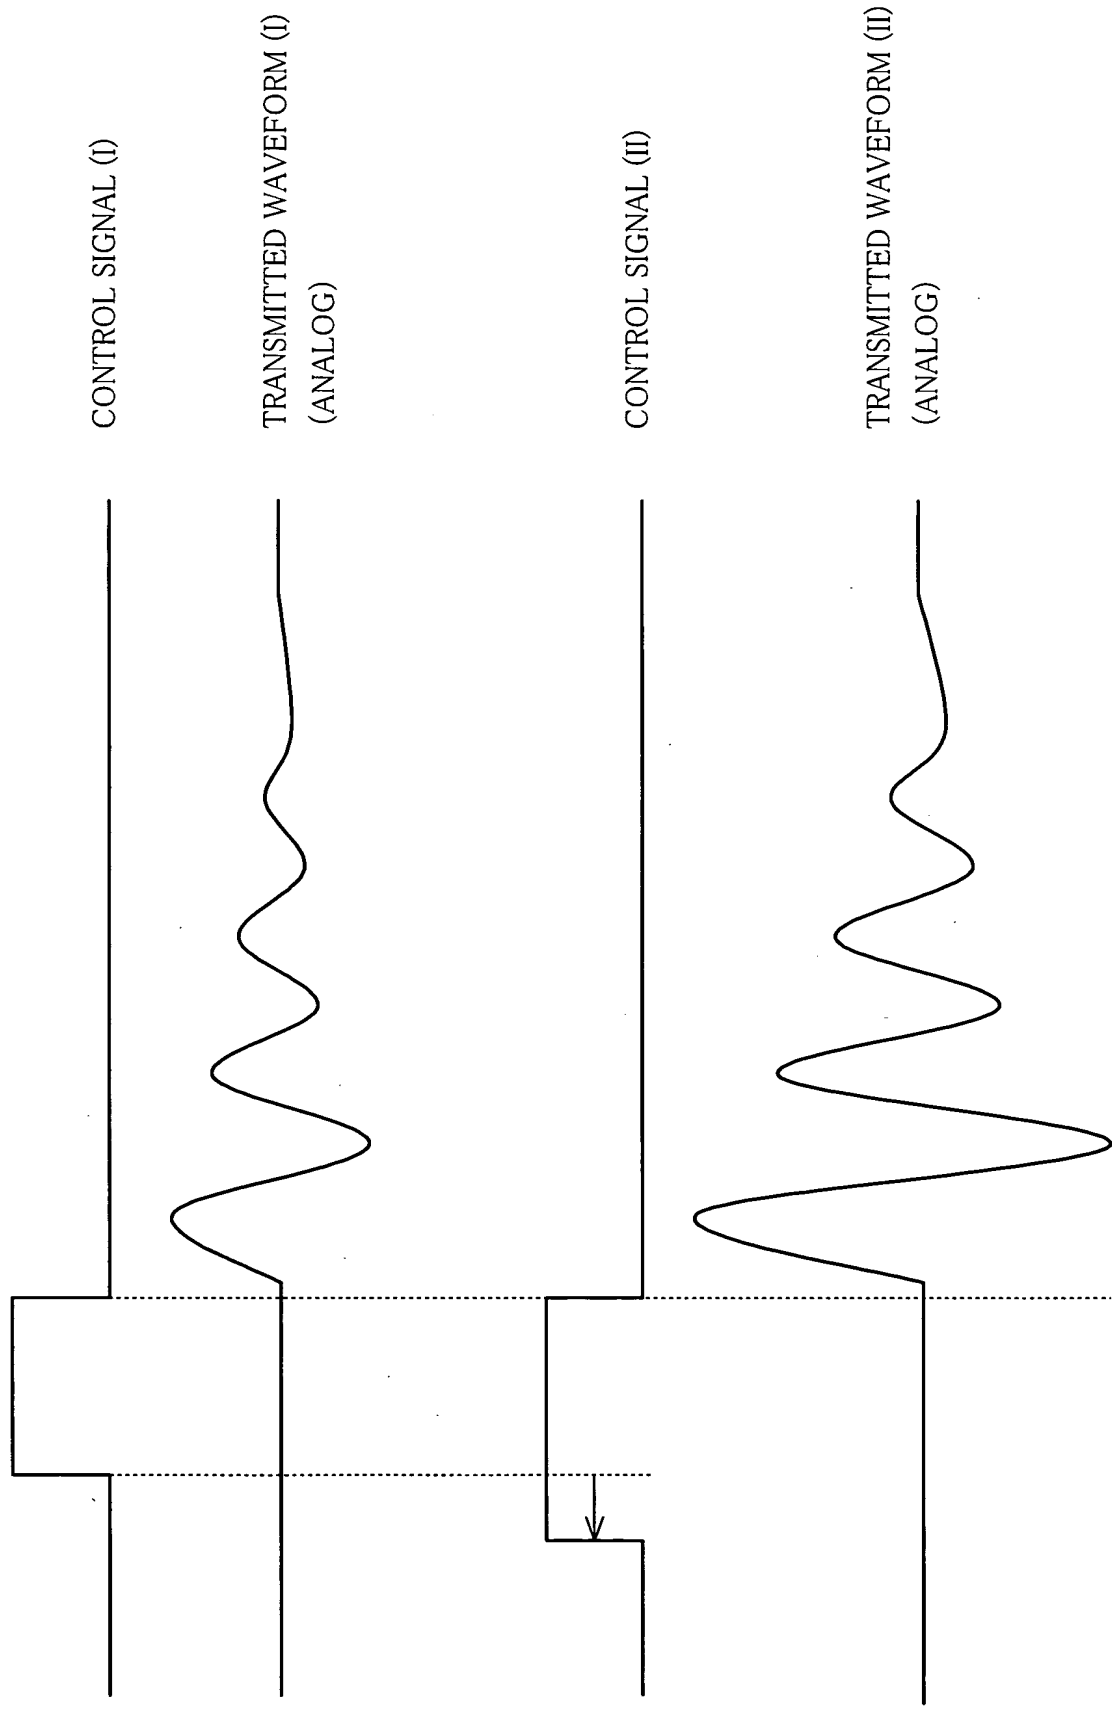 CONTROL SIGNAL (I)
TRANSMITTED WAVEFORM (I)
(ANALOG)
CONTROL SIGNAL (II)
TRANSMITTED WAVEFORM (II)
(ANALOG)